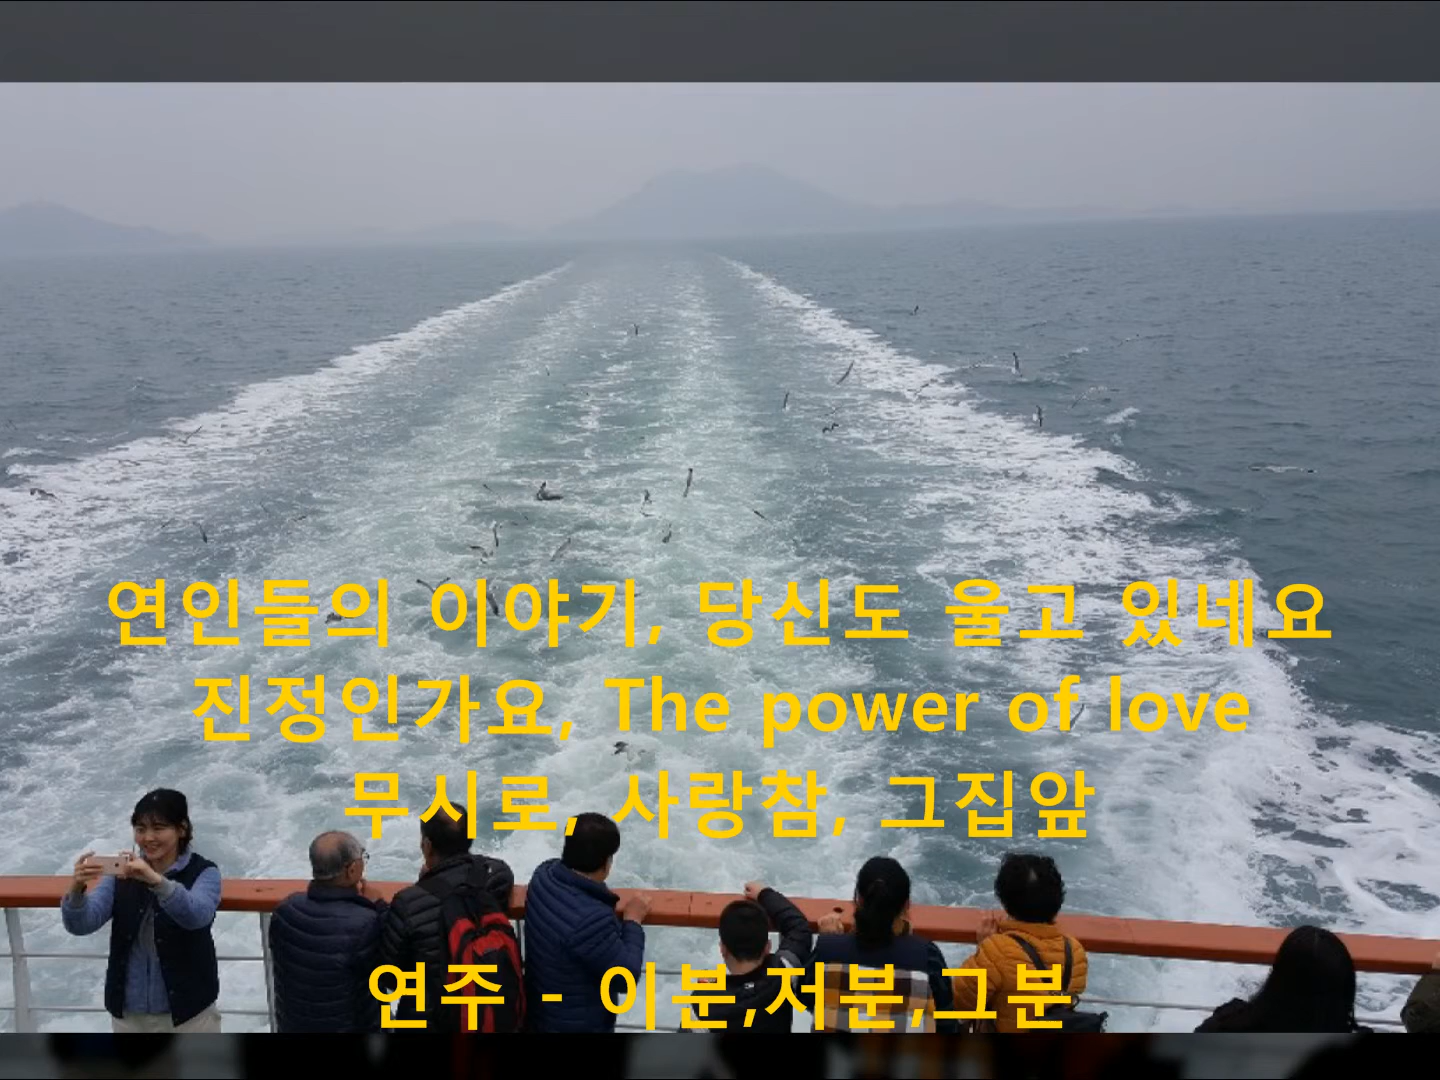 연인들의 이야기, 당신도 울고 있네요
진정인가요, The power of love
무시로, 사랑참, 그집앞
연주 - 이분,저분,그분